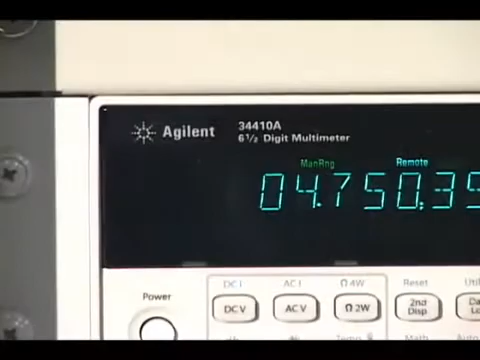 Agilent
34410A
6½ Digit Multimeter
ManRng
Remote
04.750;35
Power
DC I
AC I
Ω 4W
Reset
DC V
AC V
Ω 2W
2nd
Disp
Math